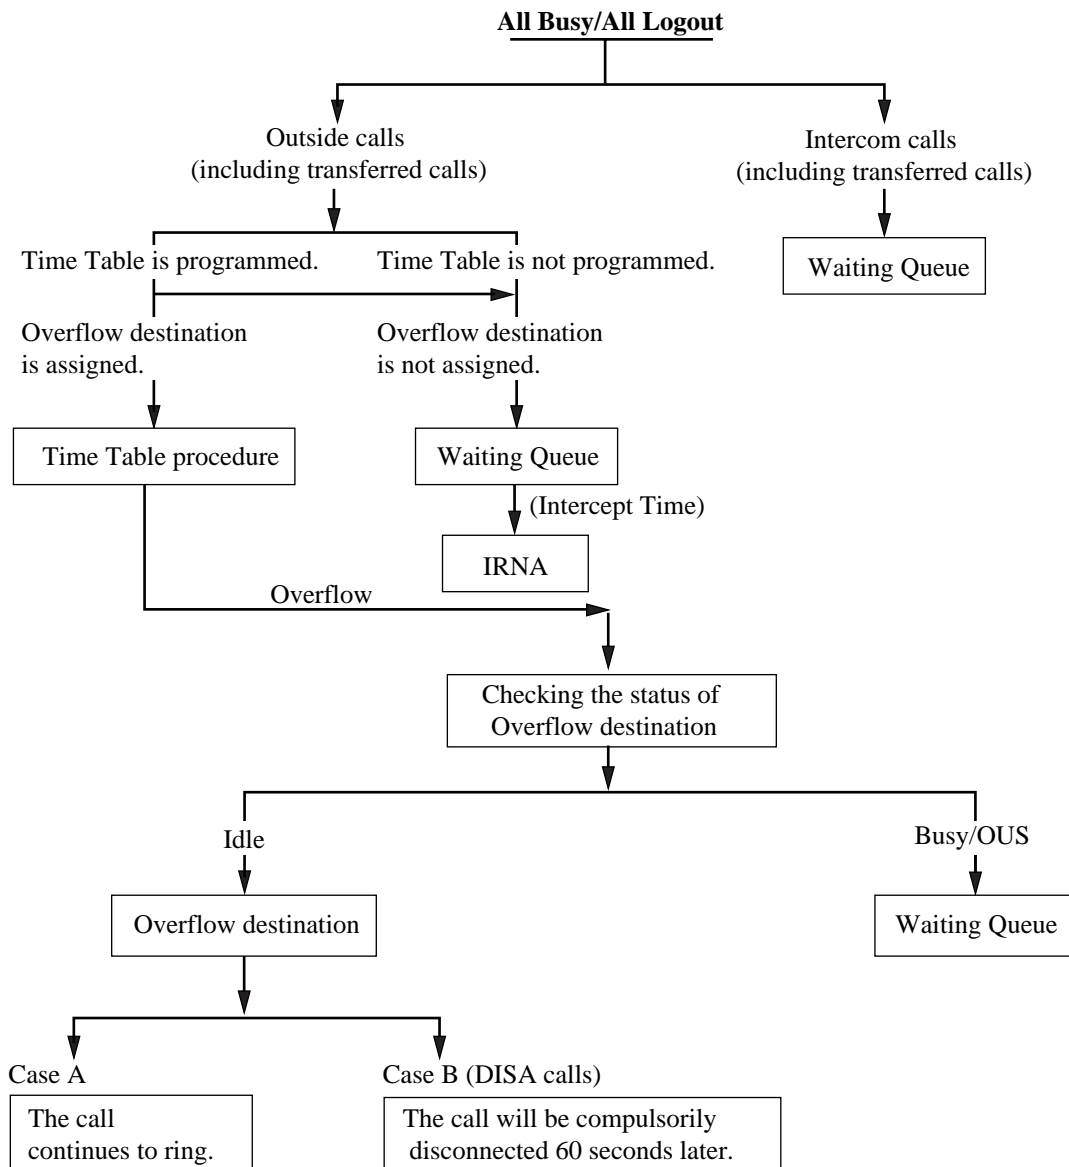 All Busy/All Logout
Outside calls
(including transferred calls)
Intercom calls
(including transferred calls)
Waiting Queue
Time Table is programmed.
Time Table is not programmed.
Overflow destination
is assigned.
Overflow destination
is not assigned.
Time Table procedure
Waiting Queue
(Intercept Time)
IRNA
Overflow
Checking the status of
Overflow destination
Idle
Busy/OUS
Overflow destination
Waiting Queue
Case A
Case B (DISA calls)
The call
continues to ring.
The call will be compulsorily
disconnected 60 seconds later.